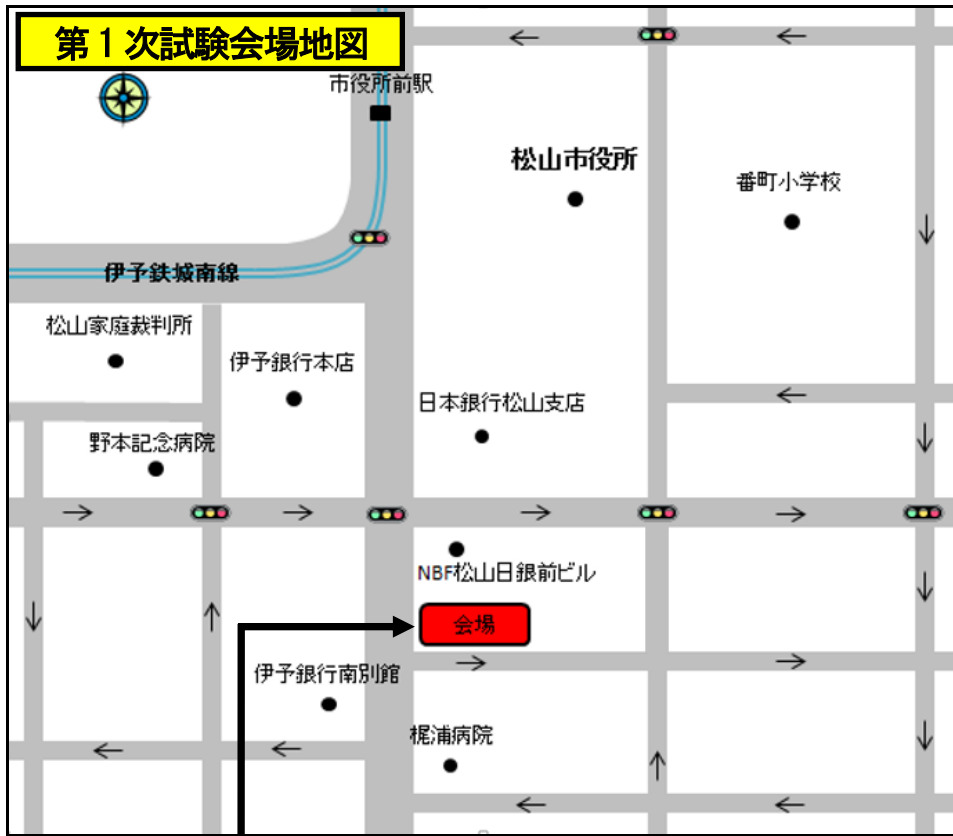 第1次試験会場地図
市役所前駅
松山市役所
番町小学校
伊予鉄城南線
松山家庭裁判所
伊予銀行本店
日本銀行松山支店
野本記念病院
NBF松山日銀前ビル
会場
伊予銀行南別館
梶浦病院